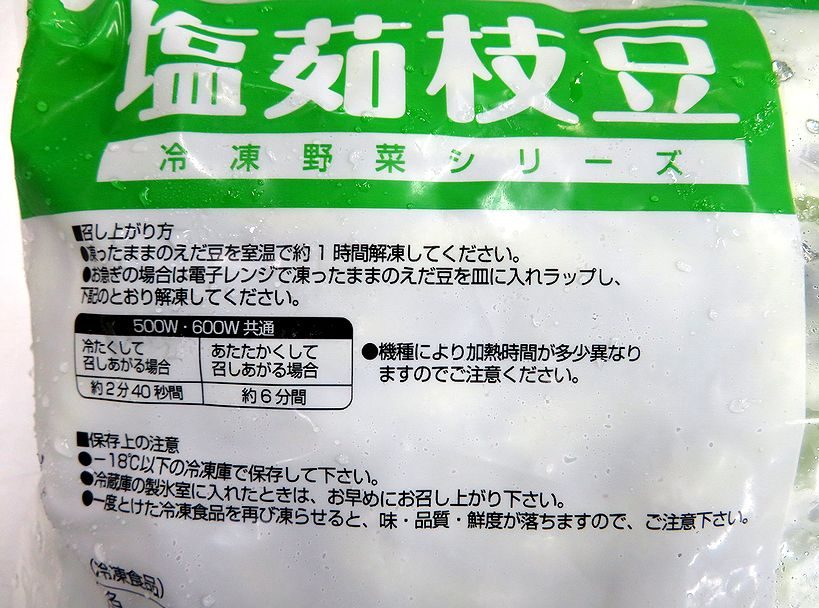 塩茹枝豆
冷凍野菜シリーズ
■召し上がり方
●凍ったままのえだ豆を室温で約1時間解凍してください。
●お急ぎの場合は電子レンジで凍ったままのえだ豆を皿に入れラップし、
下記のとおり解凍してください。
500W・600W共通
冷たくして
召しあがる場合
あたたかくして
召しあがる場合
約2分40秒間
約6分間
●機種により加熱時間が多少異なり
ますのでご注意ください。
■保存上の注意
●−18℃以下の冷凍庫で保存して下さい。
●冷蔵庫の製氷室に入れたときは、お早めにお召し上がり下さい。
●一度とけた冷凍食品を再び凍らせると、味・品質・鮮度が落ちますので、ご注意下さい。
(冷凍食品)
名